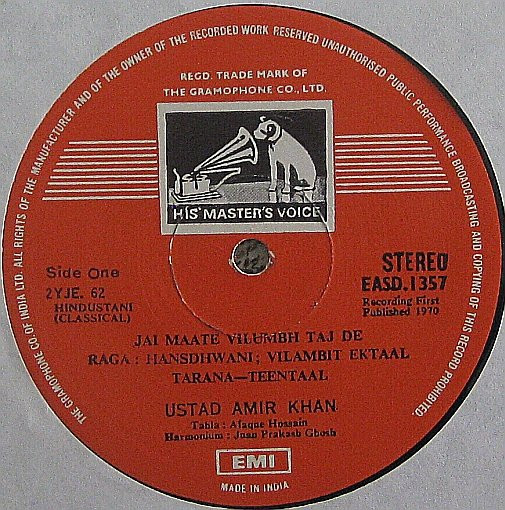 THE GRAMOPHONE CO OF INDIA LTD. ALL RIGHTS OF THE MANUFACTURER AND OF THE OWNER OF THE RECORDED WORK RESERVED UNAUTHORISED PUBLIC PERFORMANCE BROADCASTING AND COPYING OF THIS RECORD PROHIBITED
REGD. TRADE MARK OF
THE GRAMOPHONE CO., LTD.
HIS MASTER'S VOICE
Side One
2YJE. 62
HINDUSTANI
(CLASSICAL)
STEREO
EASD.1357
Recording First
Published 1970
JAI MAATE VILUMBH TAJ DE
RAGA: HANSDHWANI; VILAMBIT EKTAAL
TARANA—TEENTAAL
USTAD AMIR KHAN
Tabla: Afaque Hossain
Harmonium: Jnan Prakash Ghosh
EMI
MADE IN INDIA